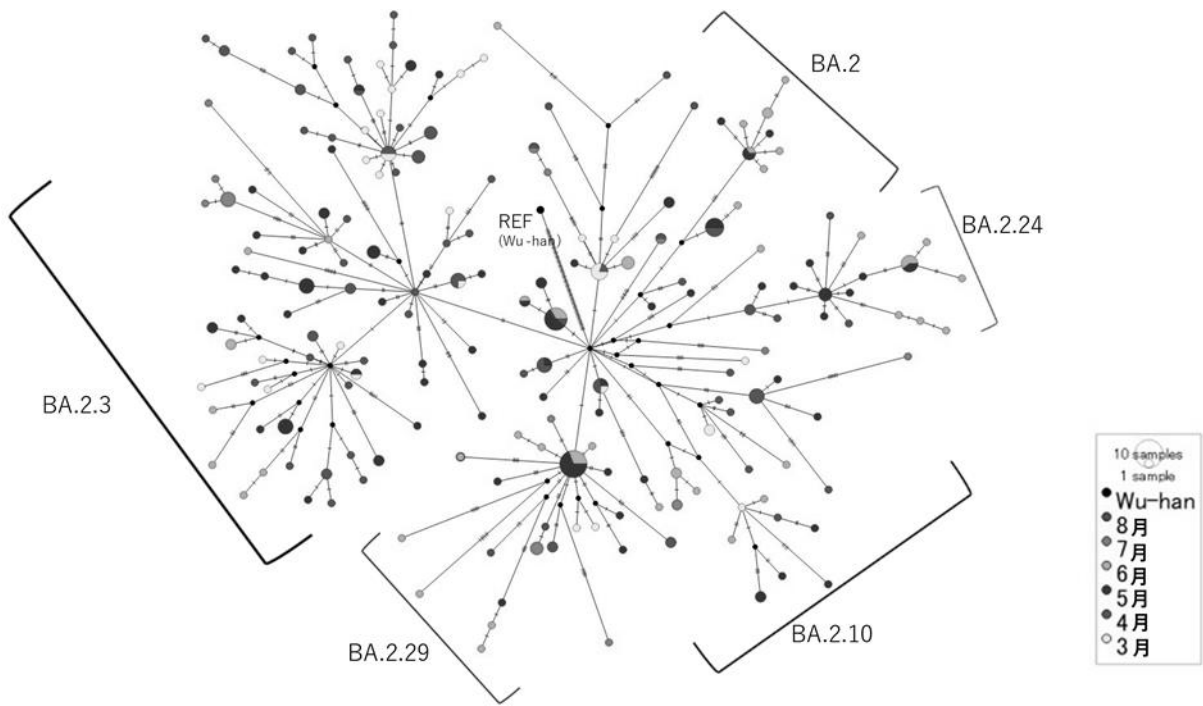 BA.2
BA.2.24
REF
(Wu-han)
BA.2.3
BA.2.29
BA.2.10
10 samples
1 sample
Wu-han
8月
7月
6月
5月
4月
3月